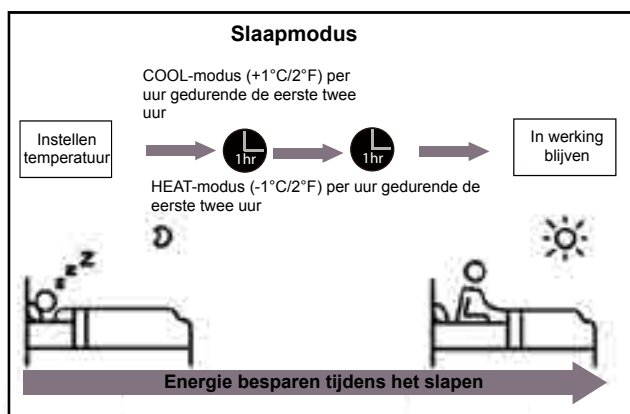 Slaapmodus
COOL-modus (+1°C/2°F) per
uur gedurende de eerste twee
uur
Instellen
temperatuur
1hr
1hr
In werking
blijven
HEAT-modus (-1°C/2°F) per uur gedurende de
eerste twee uur
z z Z
Energie besparen tijdens het slapen